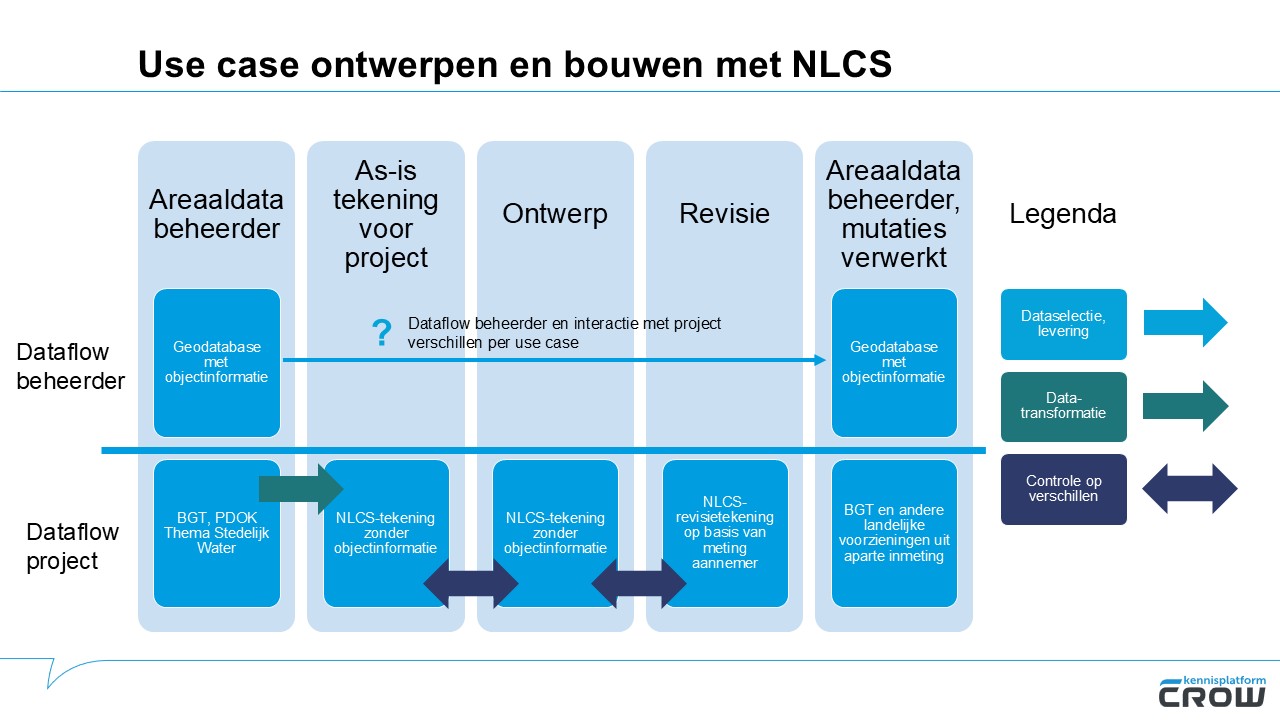 Use case ontwerpen en bouwen met NLCS
Areaaldata
beheerder
As-is
tekening
voor
project
Ontwerp
Revisie
Areaaldata
beheerder,
mutaties
verwerkt
Legenda
Dataflow
beheerder
Geodatabase
met
objectinformatie
?
Dataflow beheerder en interactie met project
verschillen per use case
Geodatabase
met
objectinformatie
Dataselectie,
levering
Data-
transformatie
Controle op
verschillen
Dataflow
project
BGT, PDOK
Thema Stedelijk
Water
NLCS-tekening
zonder
objectinformatie
NLCS-tekening
zonder
objectinformatie
NLCS-
revisietekening
op basis van
meting
aannemer
BGT en andere
landelijke
voorzieningen uit
aparte inmeting
kennisplatform
CROW